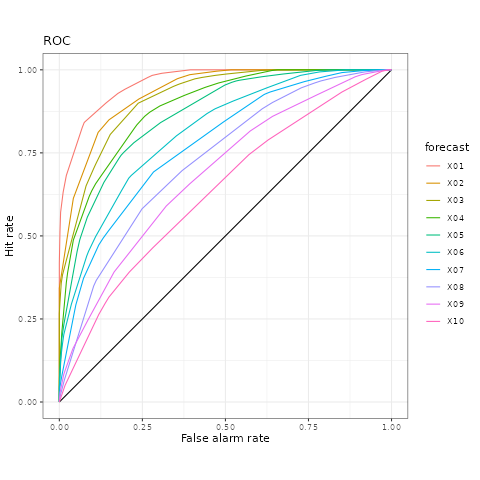 ROC
1.00
0.75
0.50
0.25
0.00
Hit rate
0.00 0.25 0.50 0.75 1.00
False alarm rate
forecast
X01
X02
X03
X04
X05
X06
X07
X08
X09
X10